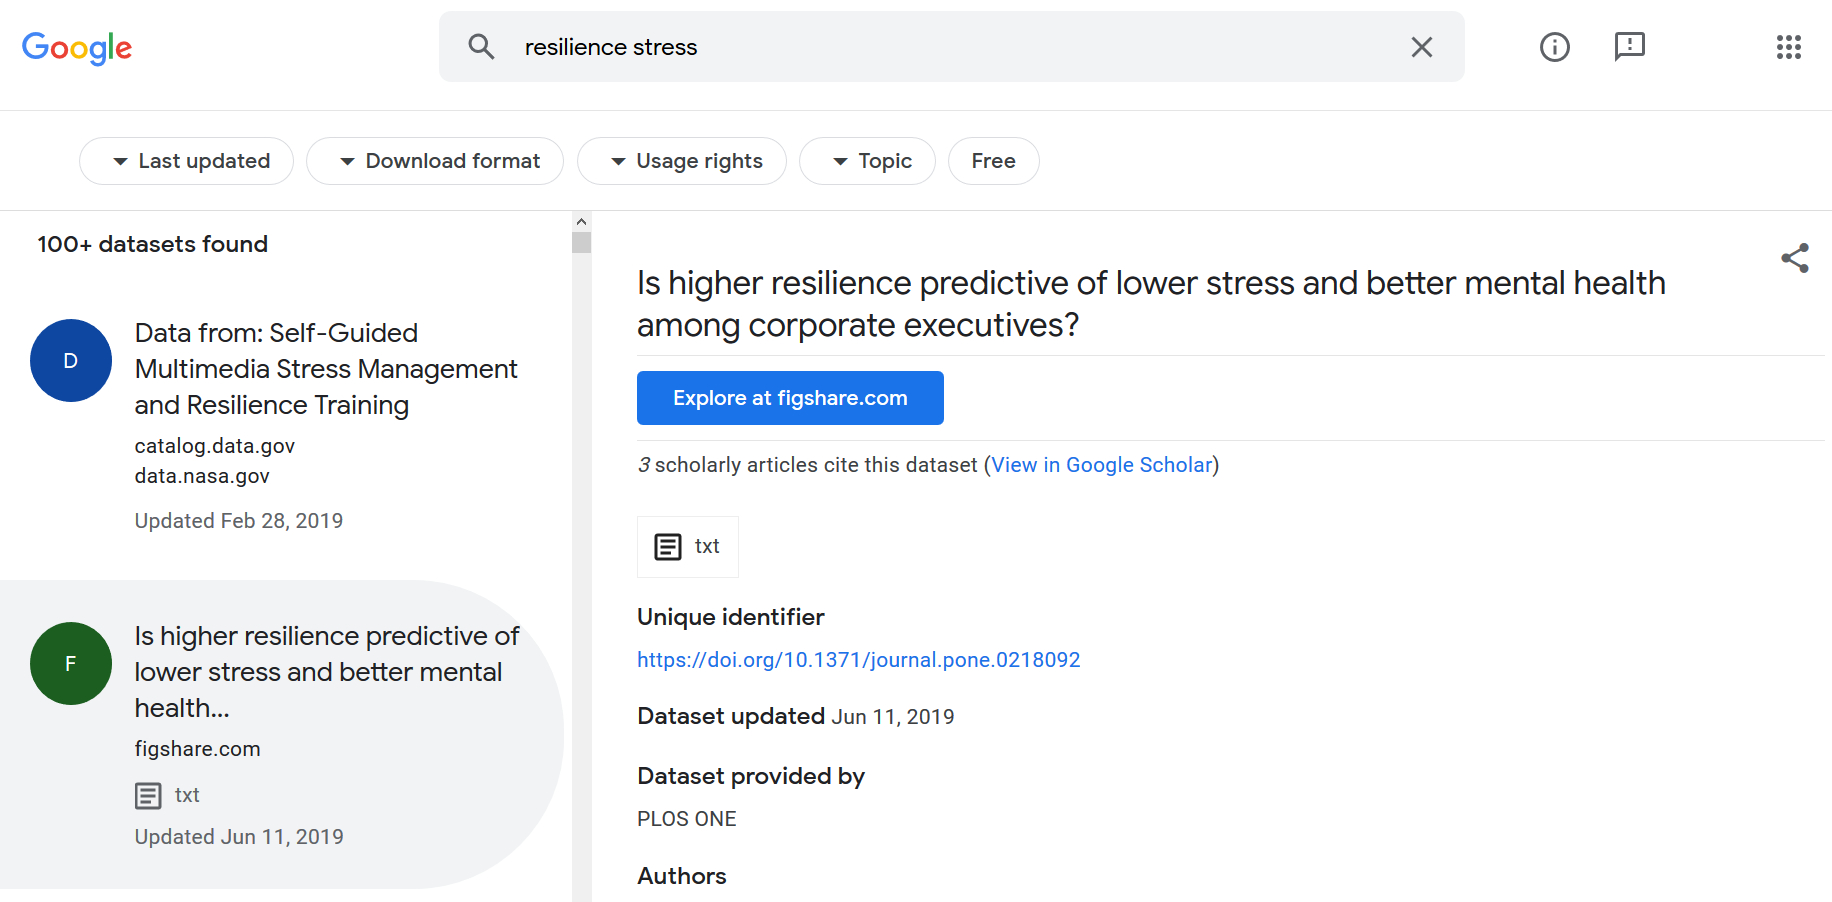 Google
resilience stress
Last updated
Download format
Usage rights
Topic
Free
100+ datasets found
D
Data from: Self-Guided
Multimedia Stress Management
and Resilience Training
catalog.data.gov
data.nasa.gov
Updated Feb 28, 2019
F
Is higher resilience predictive of
lower stress and better mental
health...
figshare.com
txt
Updated Jun 11, 2019
Is higher resilience predictive of lower stress and better mental health
among corporate executives?
Explore at figshare.com
3 scholarly articles cite this dataset (View in Google Scholar)
txt
Unique identifier
https://doi.org/10.1371/journal.pone.0218092
Dataset updated Jun 11, 2019
Dataset provided by
PLOS ONE
Authors